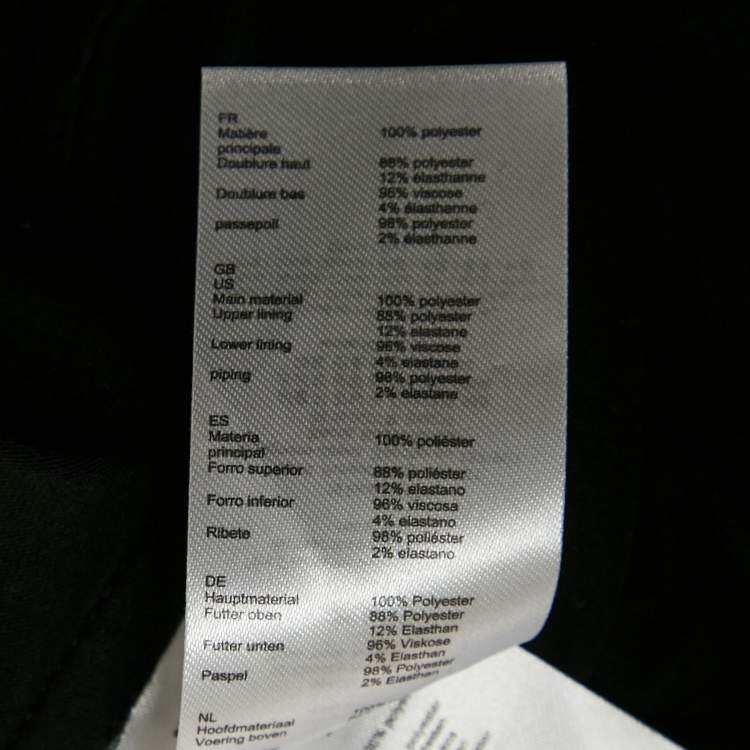 FR
Matière 100% polyester
principale
Doublure haut 88% polyester
12% élasthanne
Doublure bas 96% viscose
4% élasthanne
passepoil 98% polyester
2% élasthanne
GB
US
Main material 100% polyester
Upper lining 88% polyester
12% elastane
Lower lining 96% viscose
4% elastane
piping 98% polyester
2% elastane
ES
Materia 100% poliéster
principal
Forro superior 88% poliéster
12% elastano
Forro inferior 96% viscosa
4% elastano
Ribete 98% poliéster
2% elastano
DE
Hauptmaterial 100% Polyester
Futter oben 88% Polyester
12% Elasthan
Futter unten 96% Viskose
4% Elasthan
Paspel 98% Polyester
2% Elasthan
NL
Hoofdmateriaal
Voering boven